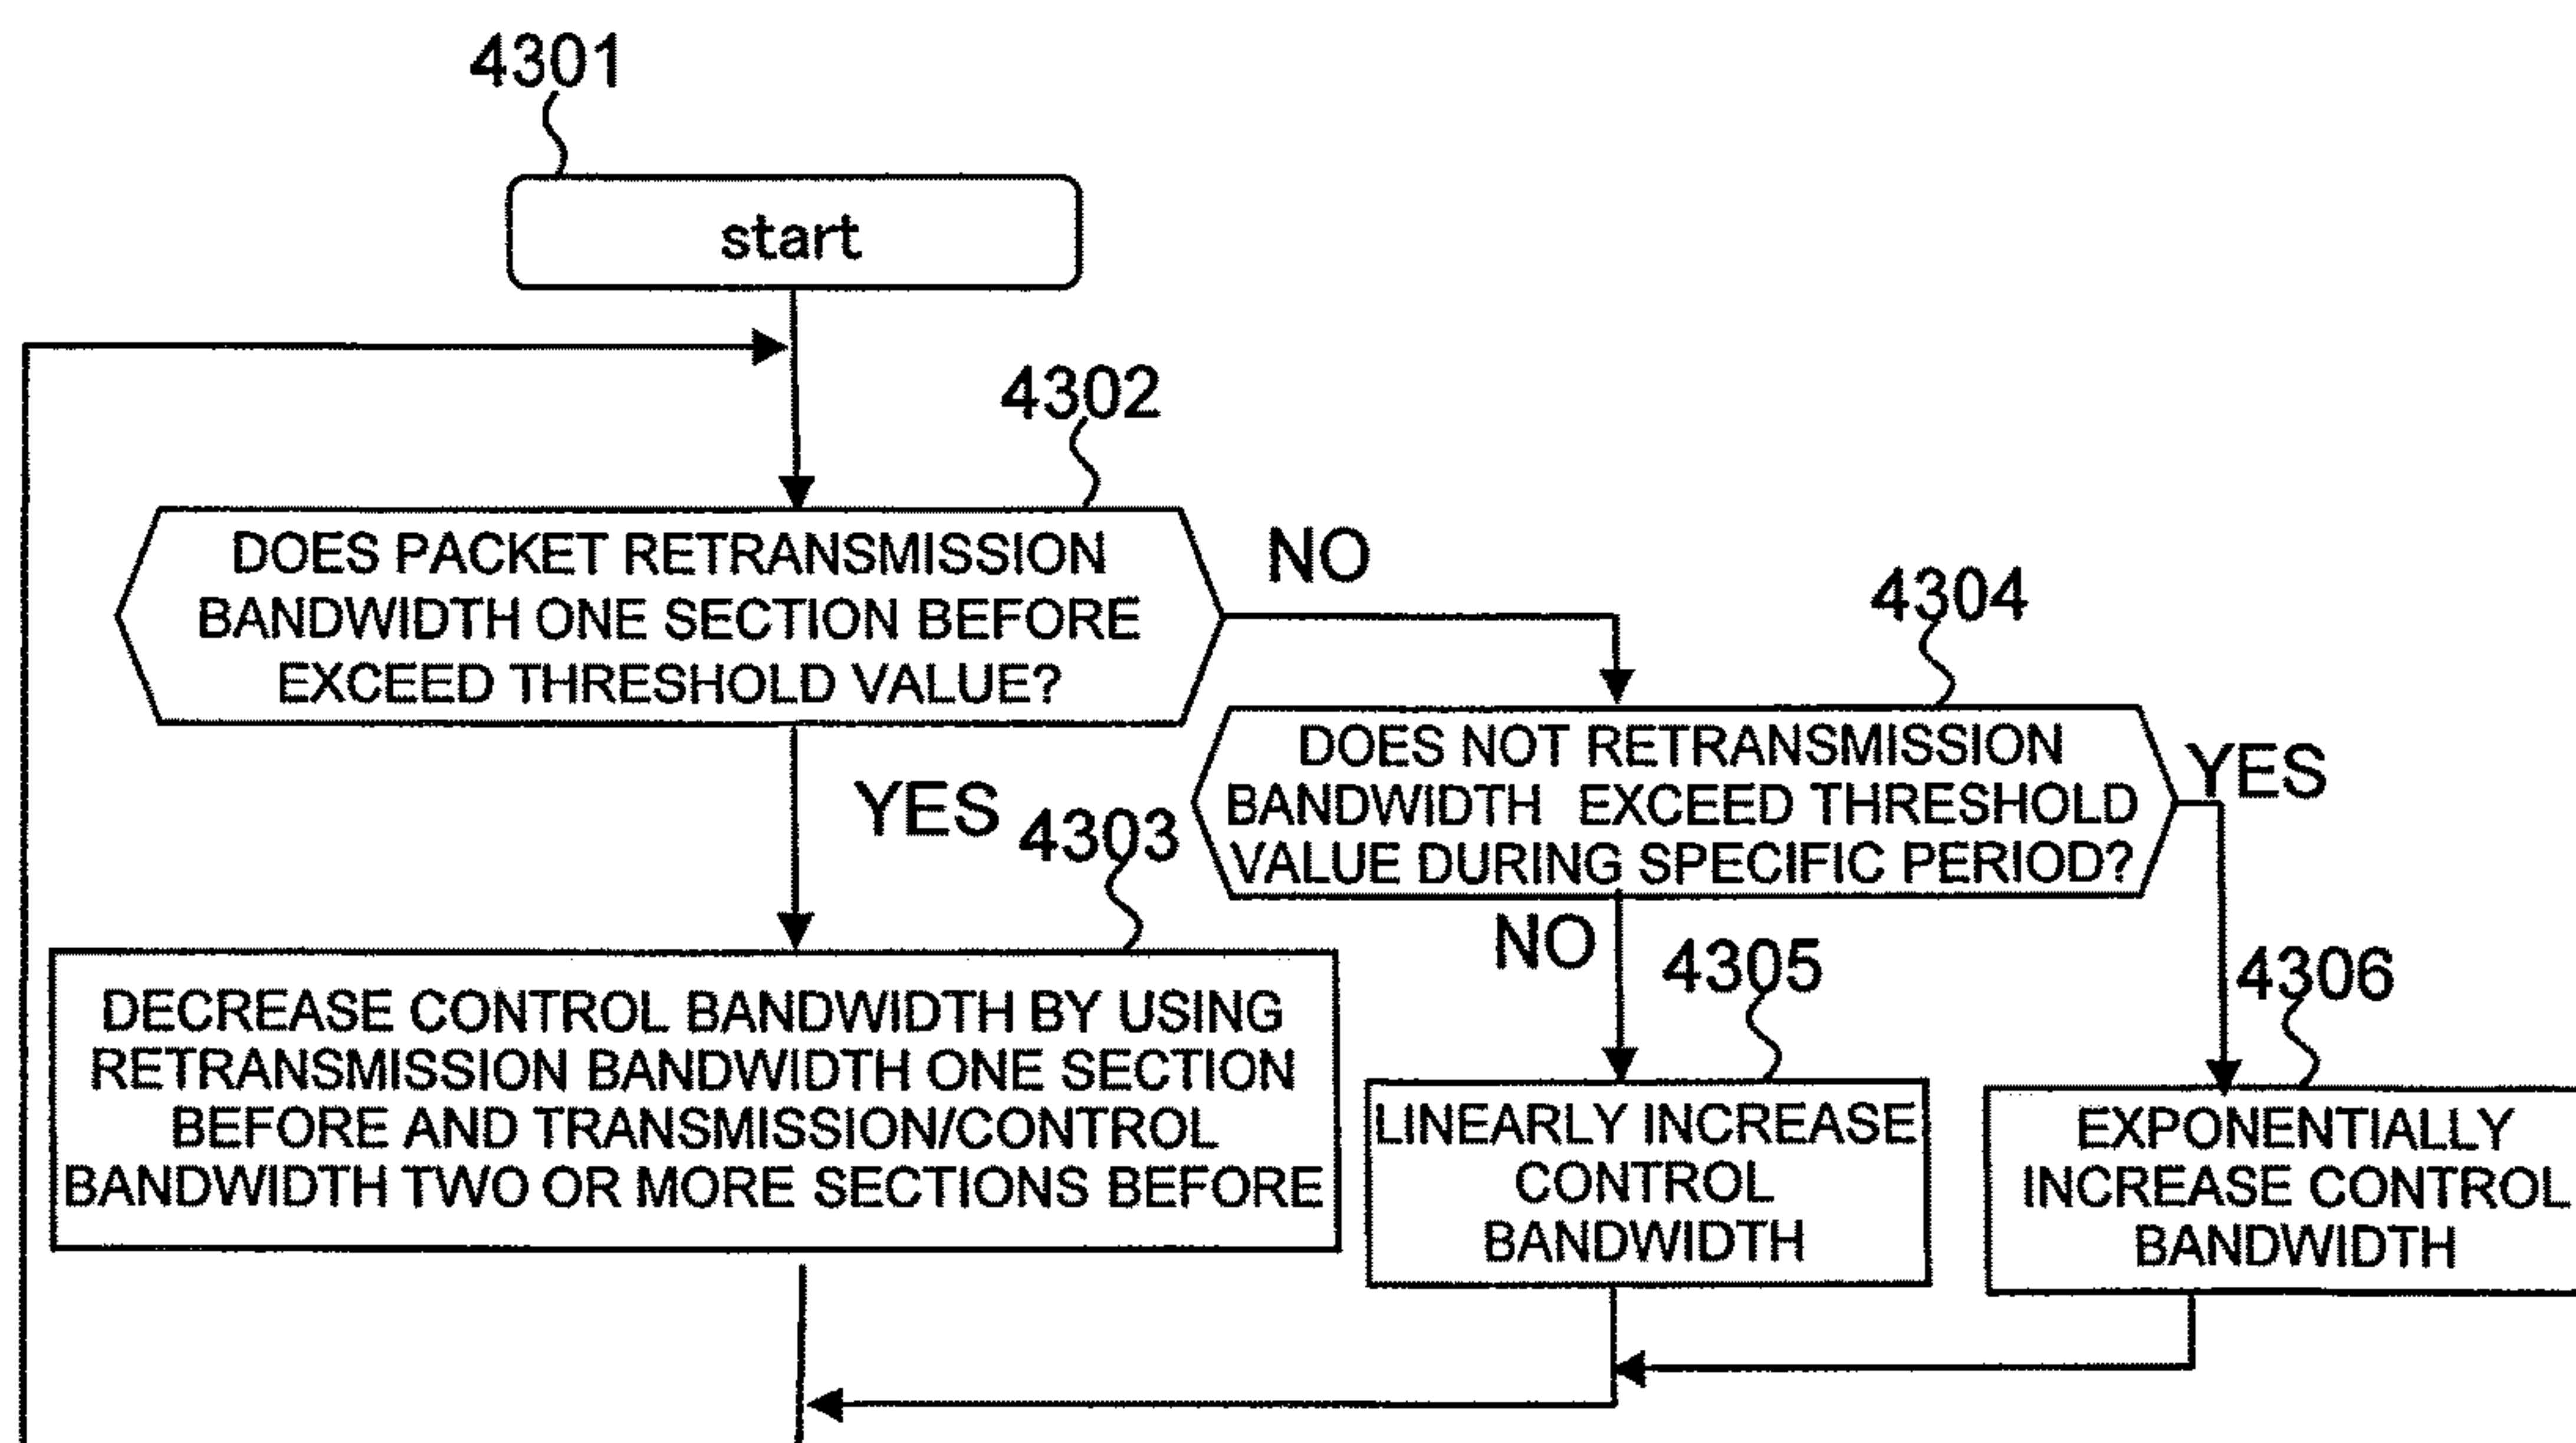 4301
start
4302
DOES PACKET RETRANSMISSION
BANDWIDTH ONE SECTION BEFORE
EXCEED THRESHOLD VALUE?
NO
YES
4304
DOES NOT RETRANSMISSION
BANDWIDTH EXCEED THRESHOLD
VALUE DURING SPECIFIC PERIOD?
YES
NO
4303
DECREASE CONTROL BANDWIDTH BY USING
RETRANSMISSION BANDWIDTH ONE SECTION
BEFORE AND TRANSMISSION/CONTROL
BANDWIDTH TWO OR MORE SECTIONS BEFORE
4305
LINEARLY INCREASE
CONTROL
BANDWIDTH
4306
EXPONENTIALLY
INCREASE CONTROL
BANDWIDTH